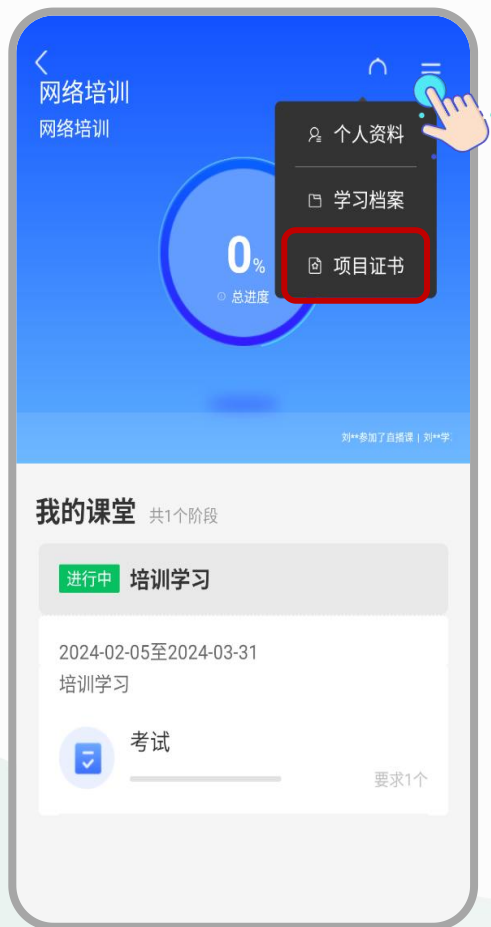 网络培训
网络培训
个人资料
学习档案
项目证书
0%
总进度
刘**参加了直播课 | 刘**学
我的课堂 共1个阶段
进行中 培训学习
2024-02-05至2024-03-31
培训学习
考试
要求1个